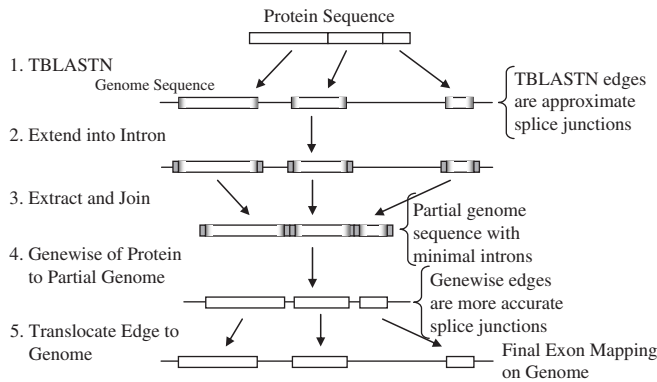 Protein Sequence
1. TBLASTN
Genome Sequence
TBLASTN edges
are approximate
splice junctions
2. Extend into Intron
3. Extract and Join
Partial genome
sequence with
minimal introns
4. Genewise of Protein
to Partial Genome
Genewise edges
are more accurate
splice junctions
5. Translocate Edge to
Genome
Final Exon Mapping
on Genome